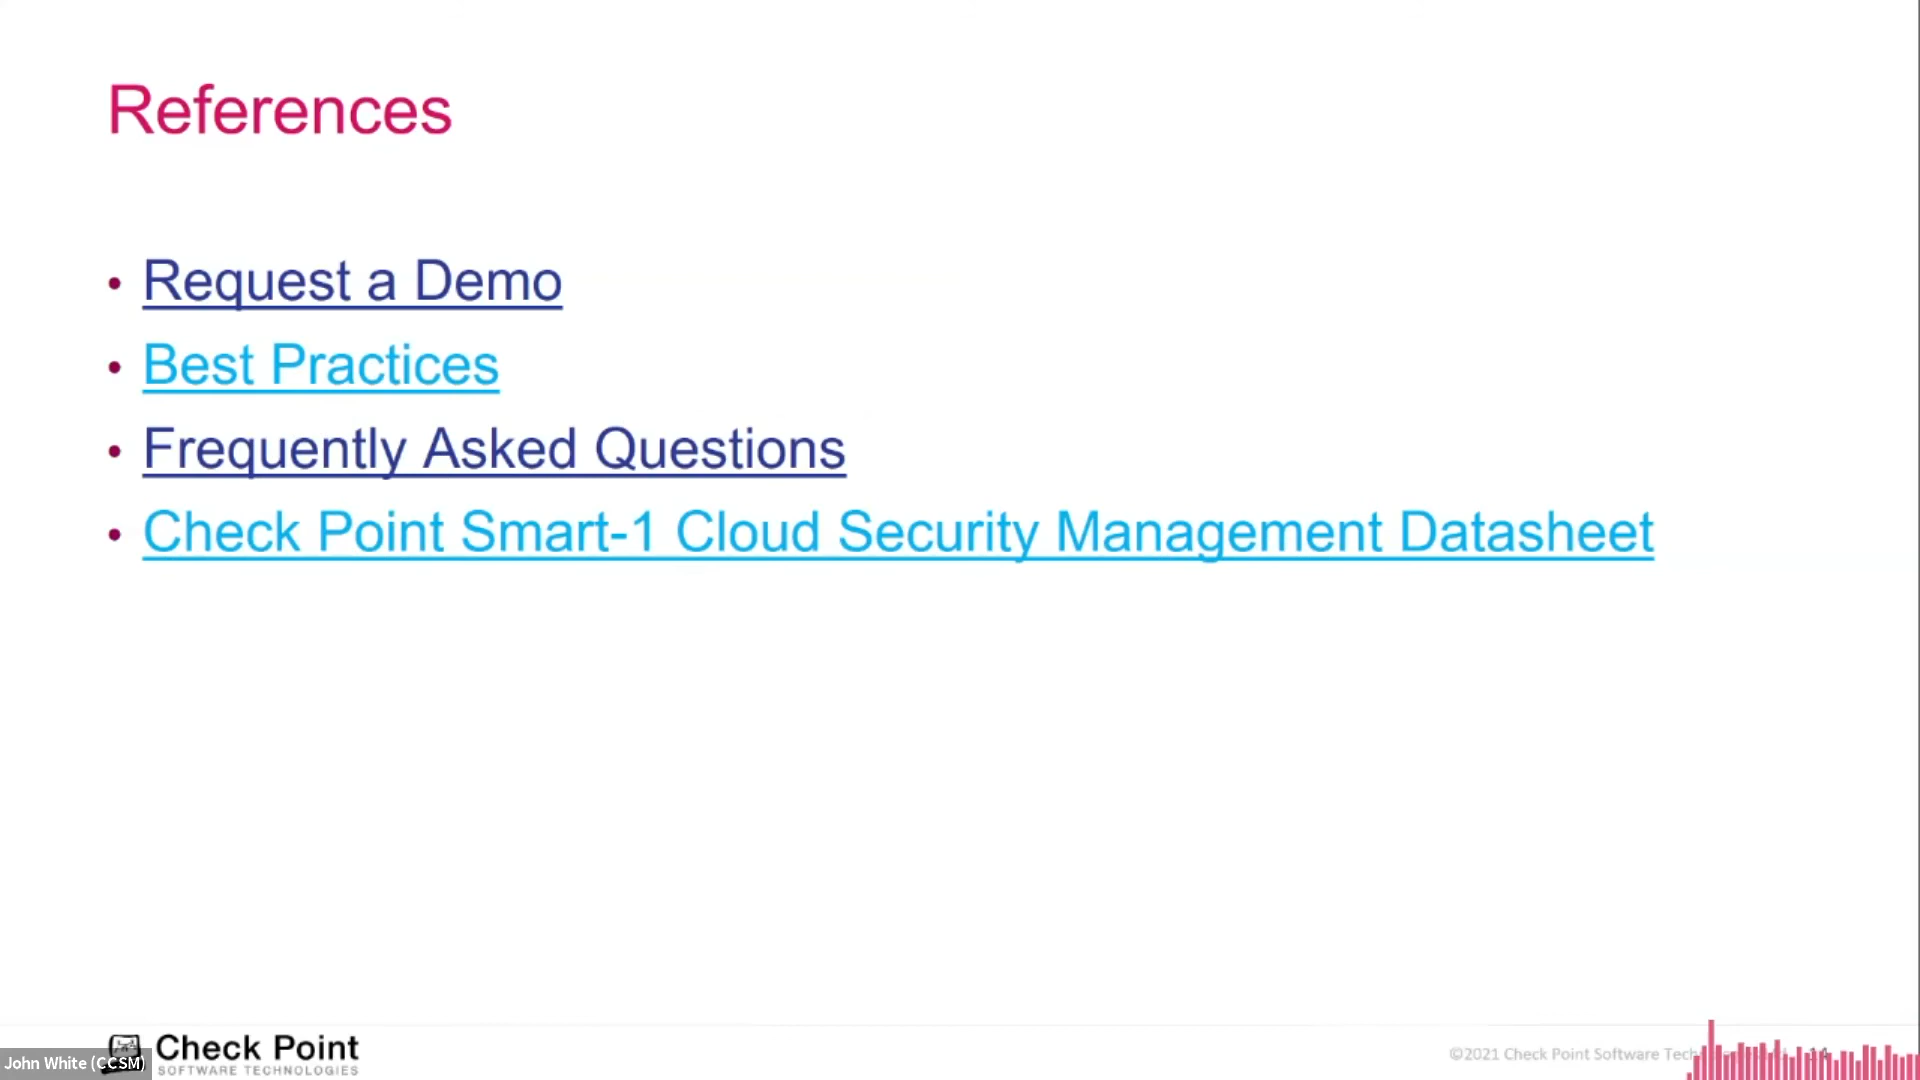 References
• Request a Demo
• Best Practices
• Frequently Asked Questions
• Check Point Smart-1 Cloud Security Management Datasheet
Check Point
SOFTWARE TECHNOLOGIES
John White (CCSM)
©2021 Check Point Software